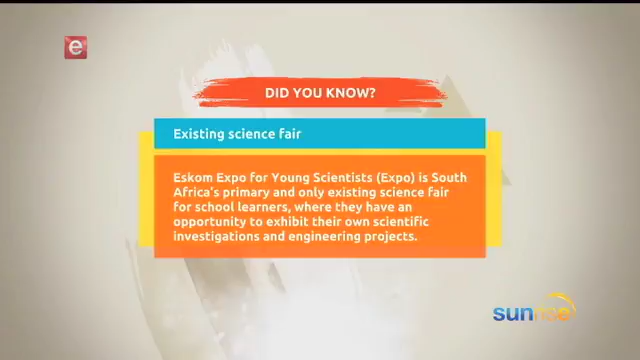 e
DID YOU KNOW?
Existing science fair
Eskom Expo for Young Scientists (Expo) is South
Africa's primary and only existing science fair
for school learners, where they have an
opportunity to exhibit their own scientific
investigations and engineering projects.
sunrise